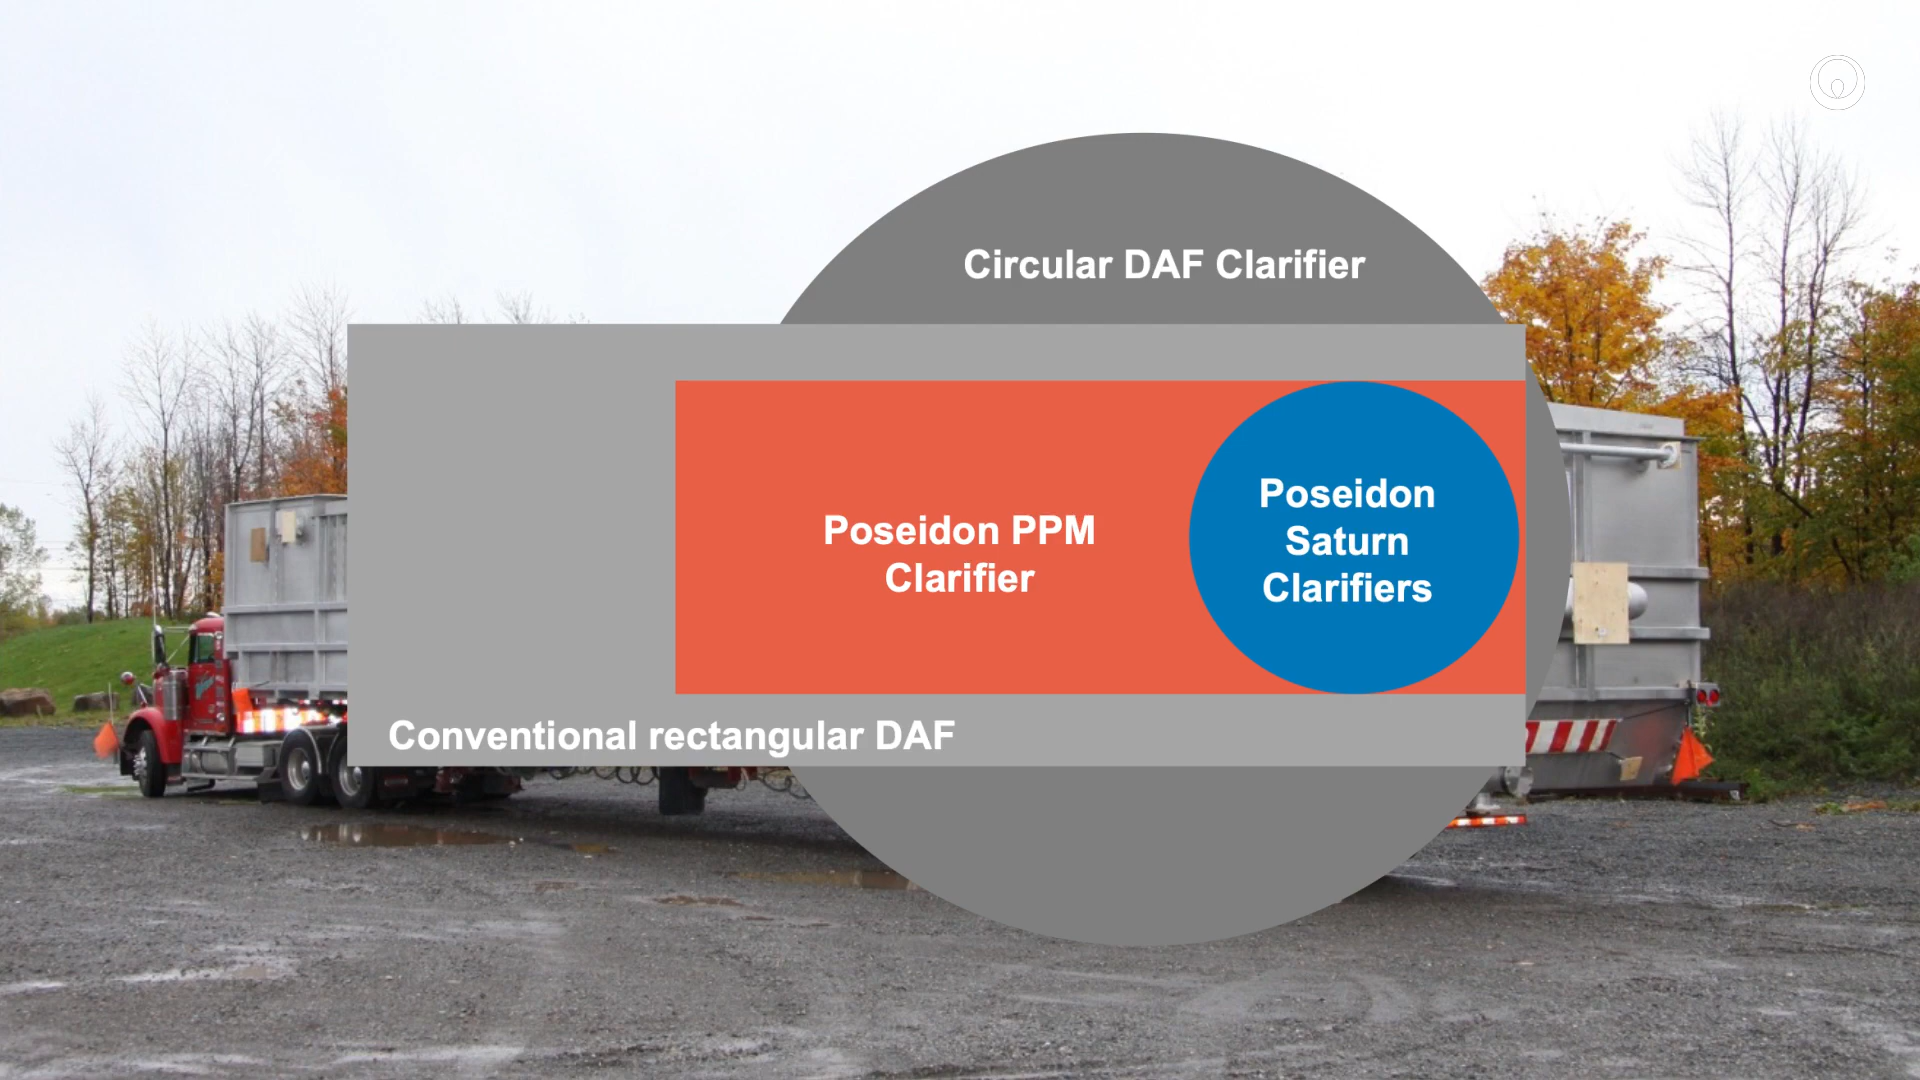 Circular DAF Clarifier
Poseidon PPM
Clarifier
Poseidon
Saturn
Clarifiers
Conventional rectangular DAF